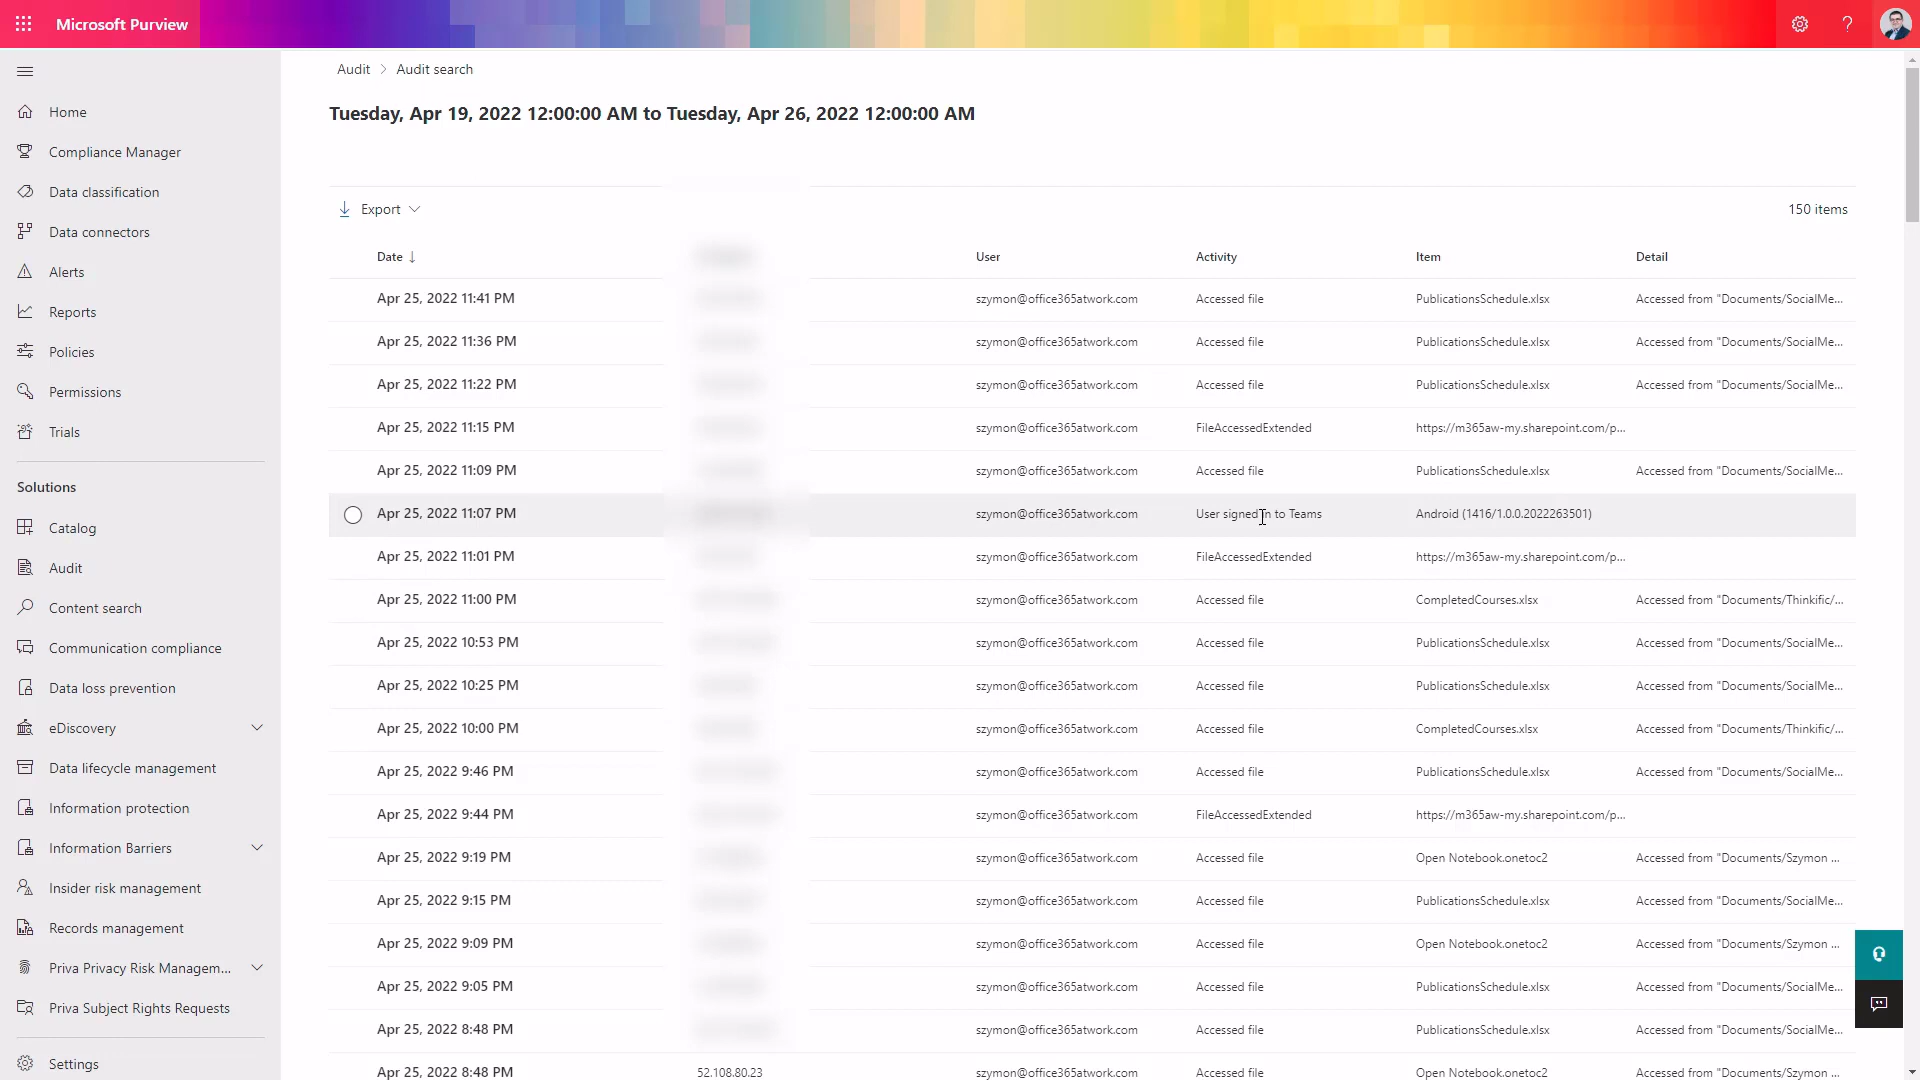 Microsoft Purview
Audit > Audit search
Tuesday, Apr 19, 2022 12:00:00 AM to Tuesday, Apr 26, 2022 12:00:00 AM
Home
Compliance Manager
Data classification
Data connectors
Alerts
Reports
Policies
Permissions
Trials
Solutions
Catalog
Audit
Content search
Communication compliance
Data loss prevention
eDiscovery
Data lifecycle management
Information protection
Information Barriers
Insider risk management
Records management
Priva Privacy Risk Managem...
Priva Subject Rights Requests
Settings
Export 150 items
Date User Activity Item Detail
Apr 25, 2022 11:41 PM szymon@office365atwork.com Accessed file PublicationsSchedule.xlsx Accessed from "Documents/SocialMe...
Apr 25, 2022 11:36 PM szymon@office365atwork.com Accessed file PublicationsSchedule.xlsx Accessed from "Documents/SocialMe...
Apr 25, 2022 11:22 PM szymon@office365atwork.com Accessed file PublicationsSchedule.xlsx Accessed from "Documents/SocialMe...
Apr 25, 2022 11:15 PM szymon@office365atwork.com FileAccessedExtended https://m365aw-my.sharepoint.com/p...
Apr 25, 2022 11:09 PM szymon@office365atwork.com Accessed file PublicationsSchedule.xlsx Accessed from "Documents/SocialMe...
Apr 25, 2022 11:07 PM szymon@office365atwork.com User signed in to Teams Android (1416/1.0.0.2022263501)
Apr 25, 2022 11:01 PM szymon@office365atwork.com FileAccessedExtended https://m365aw-my.sharepoint.com/p...
Apr 25, 2022 11:00 PM szymon@office365atwork.com Accessed file CompletedCourses.xlsx Accessed from "Documents/Thinkific/...
Apr 25, 2022 10:53 PM szymon@office365atwork.com Accessed file PublicationsSchedule.xlsx Accessed from "Documents/SocialMe...
Apr 25, 2022 10:25 PM szymon@office365atwork.com Accessed file PublicationsSchedule.xlsx Accessed from "Documents/SocialMe...
Apr 25, 2022 10:00 PM szymon@office365atwork.com Accessed file CompletedCourses.xlsx Accessed from "Documents/Thinkific/...
Apr 25, 2022 9:46 PM szymon@office365atwork.com Accessed file PublicationsSchedule.xlsx Accessed from "Documents/SocialMe...
Apr 25, 2022 9:44 PM szymon@office365atwork.com FileAccessedExtended https://m365aw-my.sharepoint.com/p...
Apr 25, 2022 9:19 PM szymon@office365atwork.com Accessed file Open Notebook.onetoc2 Accessed from "Documents/Szymon ...
Apr 25, 2022 9:15 PM szymon@office365atwork.com Accessed file PublicationsSchedule.xlsx Accessed from "Documents/SocialMe...
Apr 25, 2022 9:09 PM szymon@office365atwork.com Accessed file Open Notebook.onetoc2 Accessed from "Documents/Szymon ...
Apr 25, 2022 9:05 PM szymon@office365atwork.com Accessed file PublicationsSchedule.xlsx Accessed from "Documents/SocialMe...
Apr 25, 2022 8:48 PM szymon@office365atwork.com Accessed file PublicationsSchedule.xlsx Accessed from "Documents/SocialMe...
Apr 25, 2022 8:48 PM 52.108.80.23 szymon@office365atwork.com Accessed file Open Notebook.onetoc2 Accessed from "Documents/Szymon ...